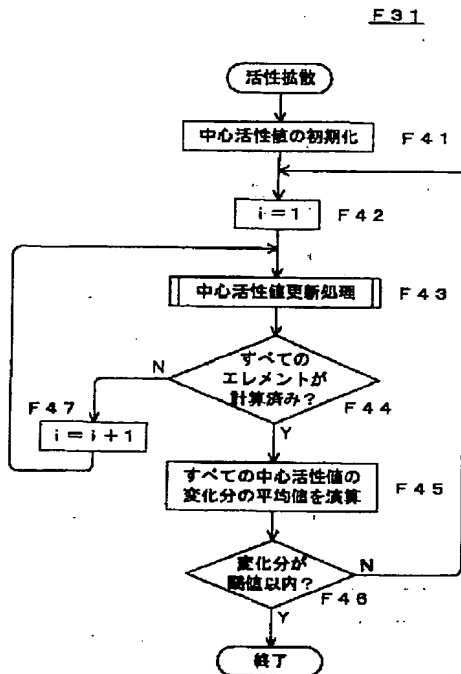 F31
活性拡散
中心活性値の初期化
F41
i=1
F42
中心活性値更新処理
F43
すべての
エレメントが
計算済み?
F44
N
Y
F47
i=i+1
すべての中心活性値の
変化分の平均値を演算
F45
変化分が
閾値以内?
F46
N
Y
終了